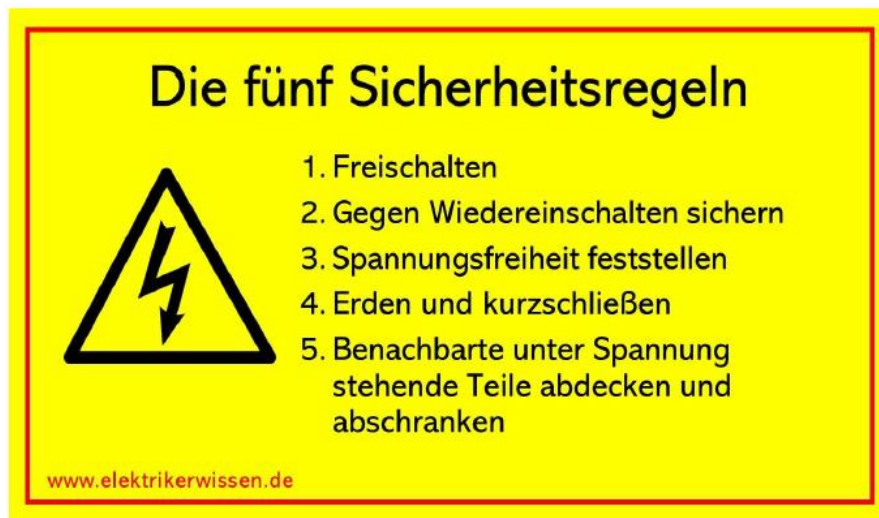 Die fünf Sicherheitsregeln
1. Freischalten
2. Gegen Wiedereinschalten sichern
3. Spannungsfreiheit feststellen
4. Erden und kurzschließen
5. Benachbarte unter Spannung
stehende Teile abdecken und
abschranken
www.elektrikerwissen.de